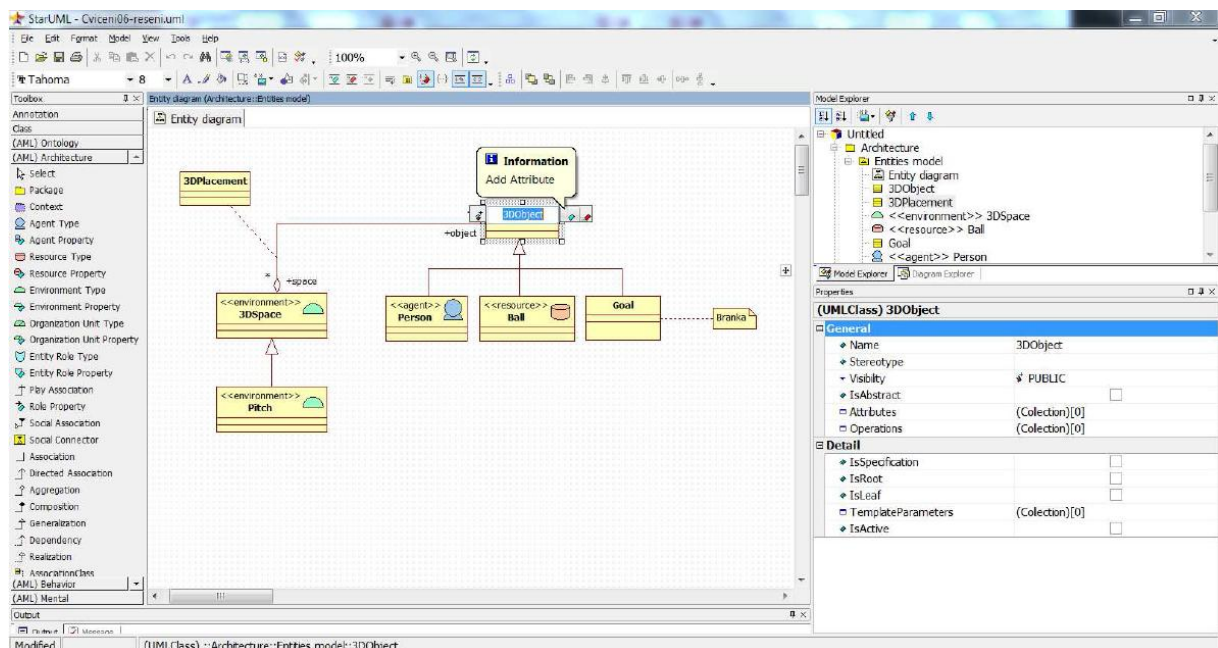 StarUML - Cviceni06-reseni.uml
File Edit Format Model View Tools Help
100%
Tahoma 8
Toolbox
Annotation
Class
(AML) Ontology
(AML) Architecture
Select
Package
Context
Agent Type
Agent Property
Resource Type
Resource Property
Environment Type
Environment Property
Organization Unit Type
Organization Unit Property
Entity Role Type
Entity Role Property
Play Association
Role Property
Social Association
Social Connector
Association
Directed Association
Aggregation
Composition
Generalization
Dependency
Realization
AssociationClass
(AML) Behavior
(AML) Mental
Entity diagram (Architecture::Entities model)
Entity diagram
3DPlacement
Information
Add Attribute
3DObject
+object
*
+space
<<environment>>
3DSpace
<<environment>>
Pitch
<<agent>>
Person
<<resource>>
Ball
Goal
Branka
Model Explorer
Untitled
Architecture
Entities model
Entity diagram
3DObject
3DPlacement
<<environment>> 3DSpace
<<resource>> Ball
Goal
<<agent>> Person
Model Explorer Diagram Explorer
Properties
(UMLClass) 3DObject
General
Name 3DObject
Stereotype
Visibilty PUBLIC
IsAbstract
Attributes (Colection)[0]
Operations (Colection)[0]
Detail
IsSpecification
IsRoot
IsLeaf
TemplateParameters (Colection)[0]
IsActive
Output
Output Message
Modified (UMLClass) ::Architecture::Entities model::3DObject